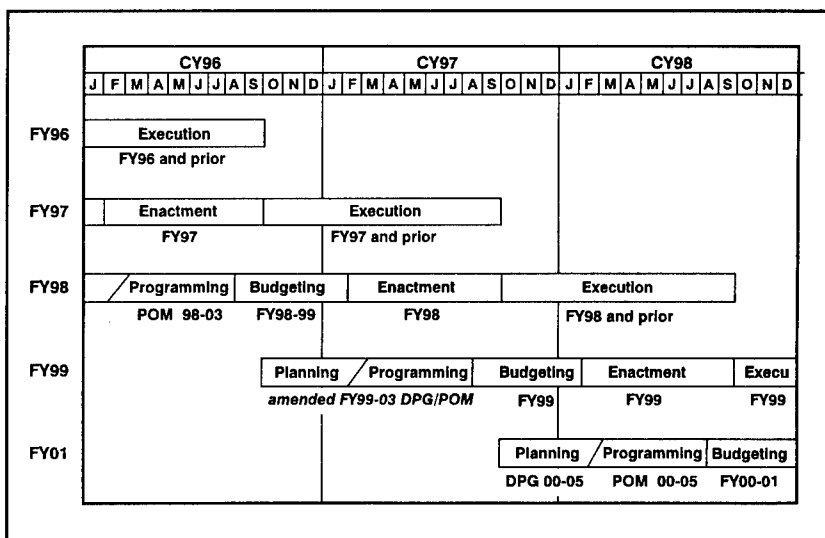 CY96 CY97 CY98
J F M A M J J A S O N D J F M A M J J A S O N D J F M A M J J A S O N D
FY96 Execution
FY96 and prior
FY97 Enactment Execution
FY97 FY97 and prior
FY98 Programming Budgeting Enactment Execution
POM 98-03 FY98-99 FY98 FY98 and prior
FY99 Planning Programming Budgeting Enactment Execu
amended FY99-03 DPG/POM FY99 FY99 FY99
FY01 Planning Programming Budgeting
DPG 00-05 POM 00-05 FY00-01